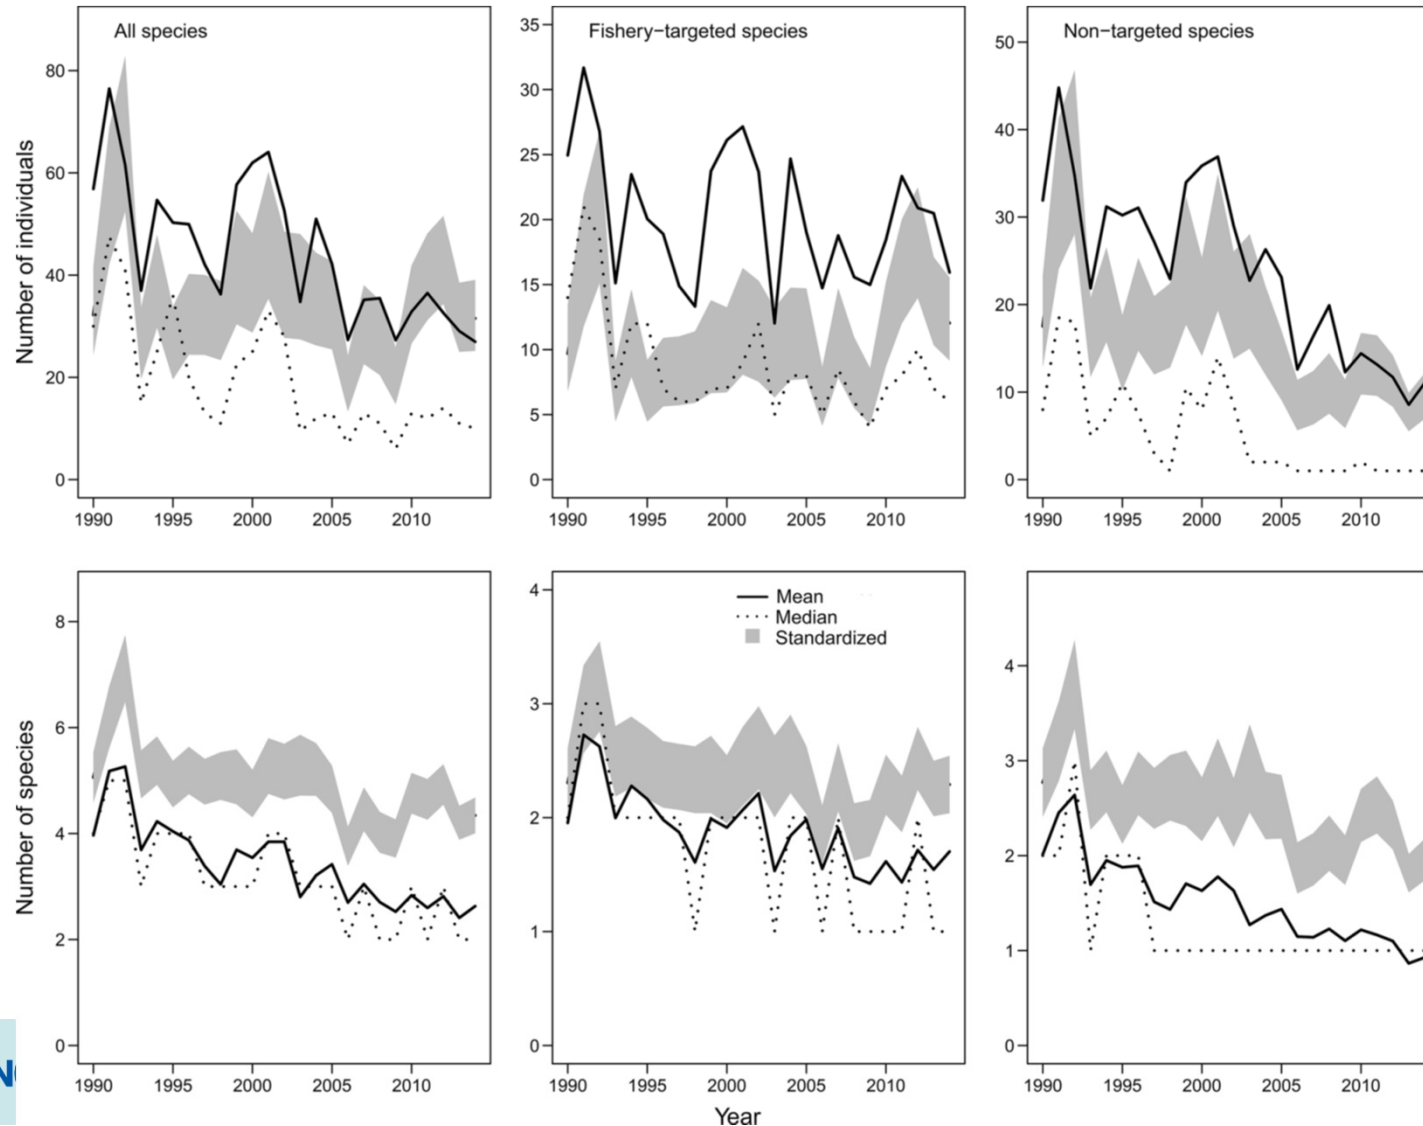 All species
Fishery−targeted species
Non−targeted species
Number of individuals
80
60
40
20
0
35
30
25
20
15
10
5
0
50
40
30
20
10
0
1990 1995 2000 2005 2010
1990 1995 2000 2005 2010
1990 1995 2000 2005 2010
Number of species
8
6
4
2
0
4
3
2
1
0
4
3
2
1
0
Mean
Median
Standardized
1990 1995 2000 2005 2010
1990 1995 2000 2005 2010
1990 1995 2000 2005 2010
Year